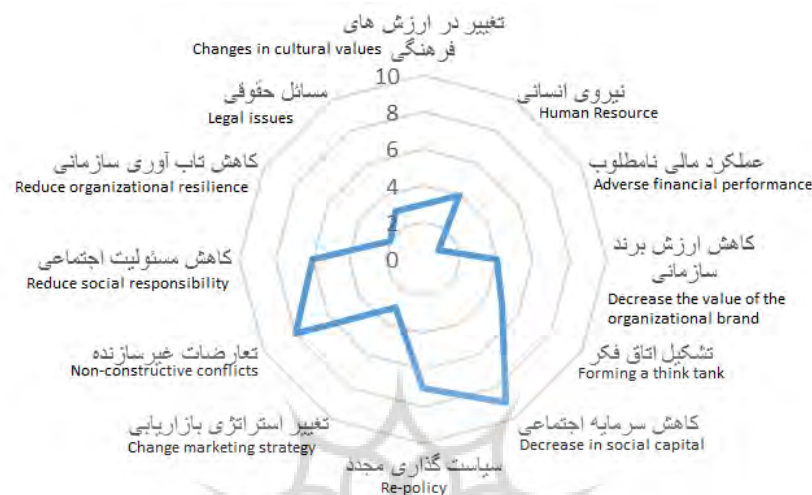 تغییر در ارزش های
فرهنگی
Changes in cultural values
نیروی انسانی
Human Resource
عملکرد مالی نامطلوب
Adverse financial performance
کاهش ارزش برند
سازمانی
Decrease the value of the
organizational brand
تشکیل اتاق فکر
Forming a think tank
کاهش سرمایه اجتماعی
Decrease in social capital
سیاست گذاری مجدد
Re-policy
تغییر استراتژی بازاریابی
Change marketing strategy
تعارضات غیرسازنده
Non-constructive conflicts
کاهش مسئولیت اجتماعی
Reduce social responsibility
کاهش تاب آوری سازمانی
Reduce organizational resilience
مسائل حقوقی
Legal issues
10
8
6
4
2
0